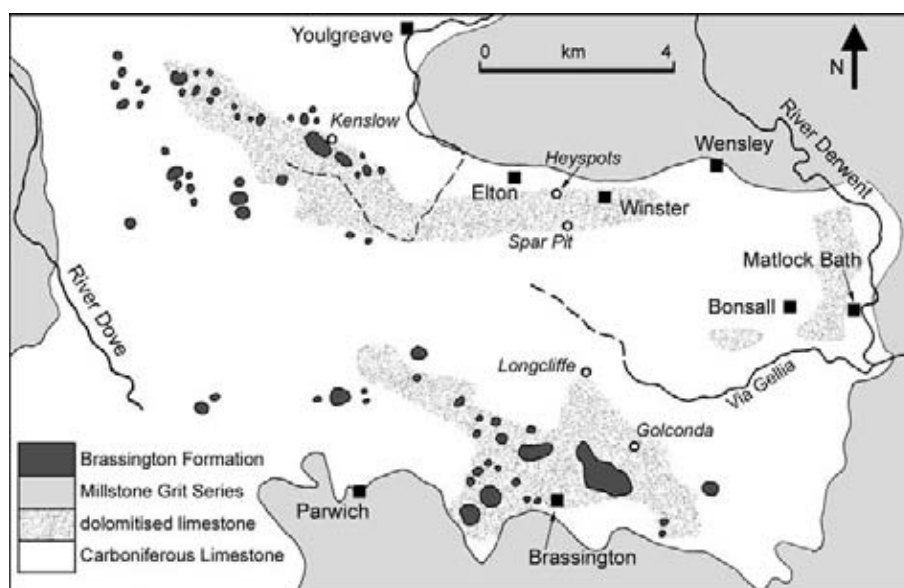 Youlgreave
0
km
4
N
Kenslow
Heyspots
Wensley
River Derwent
Elton
Winster
Spar Pit
Matlock Bath
Bonsall
River Dove
Longcliffe
Via Gellia
Golconda
Brassington Formation
Millstone Grit Series
dolomitised limestone
Carboniferous Limestone
Parwich
Brassington